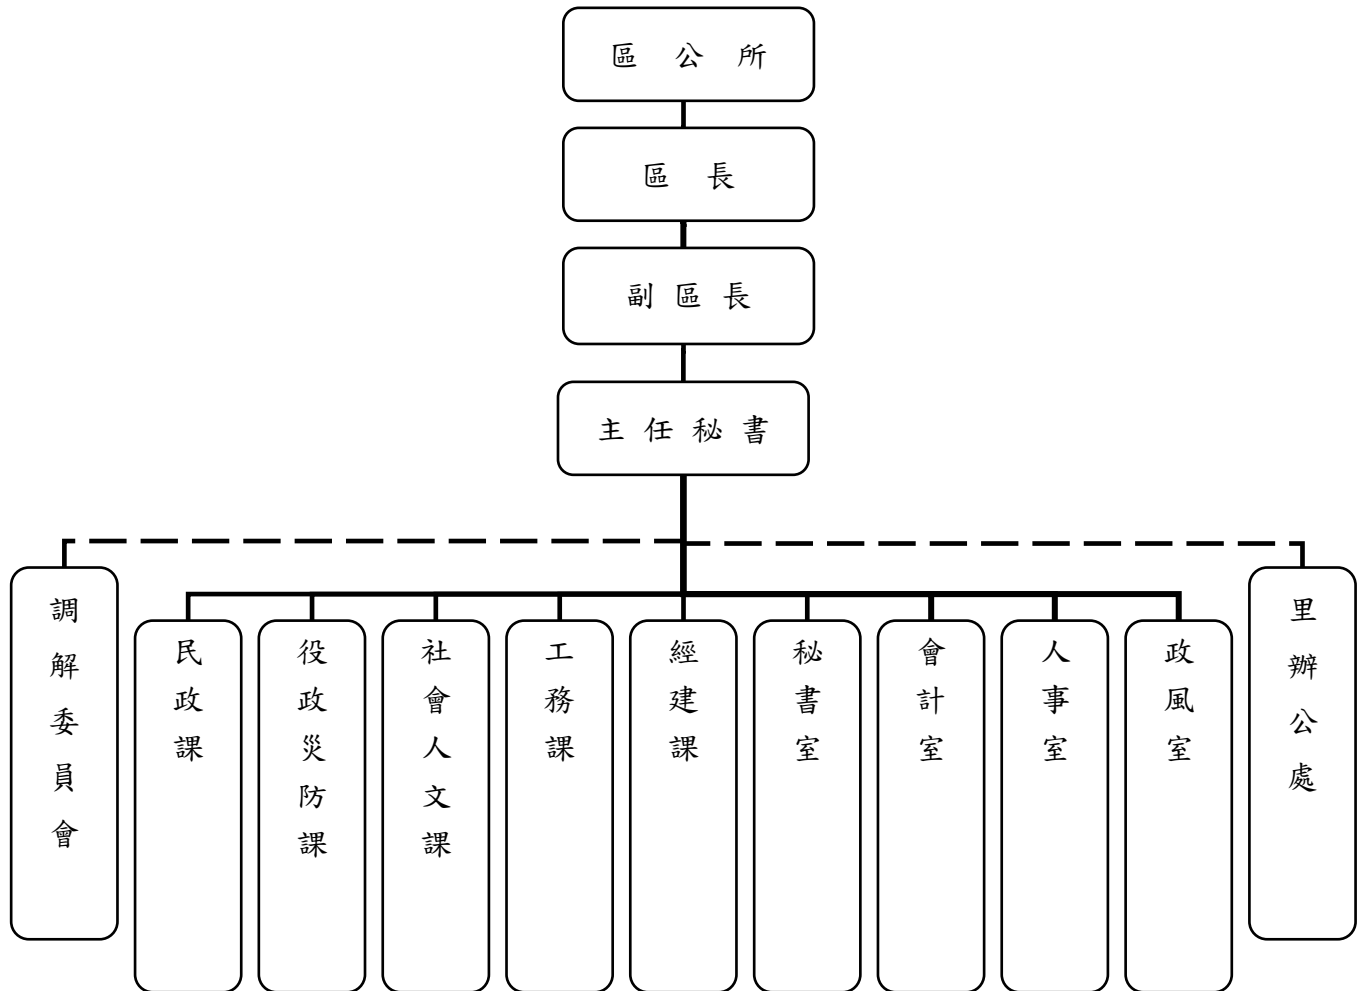 區公所
區長
副區長
主任秘書
調解委員會
民政課
役政災防課
社會人文課
工務課
經建課
秘書室
會計室
人事室
政風室
里辦公處